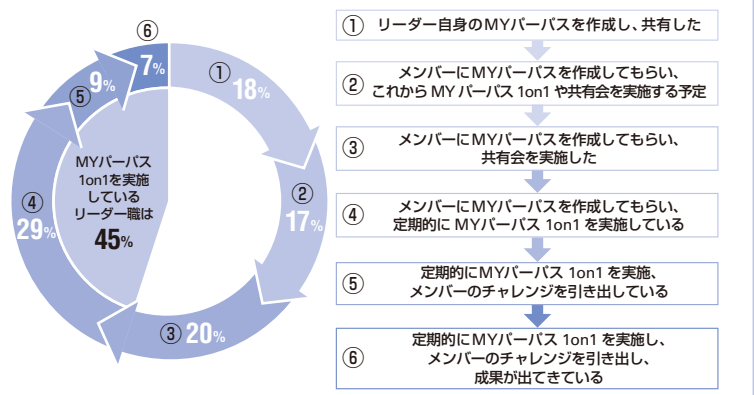 ⑥
7%
①
18%
⑤
9%
MYパーパス
1on1を実施
している
リーダー職は
45%
④
29%
②
17%
③ 20%
① リーダー自身のMYパーパスを作成し、共有した
② メンバーにMYパーパスを作成してもらい、
これから MY パーパス 1on1 や共有会を実施する予定
③ メンバーにMYパーパスを作成してもらい、
共有会を実施した
④ メンバーにMYパーパスを作成してもらい、
定期的に MYパーパス 1on1 を実施している
⑤ 定期的にMYパーパス 1on1 を実施、
メンバーのチャレンジを引き出している
⑥ 定期的にMYパーパス 1on1 を実施し、
メンバーのチャレンジを引き出し、
成果が出てきている